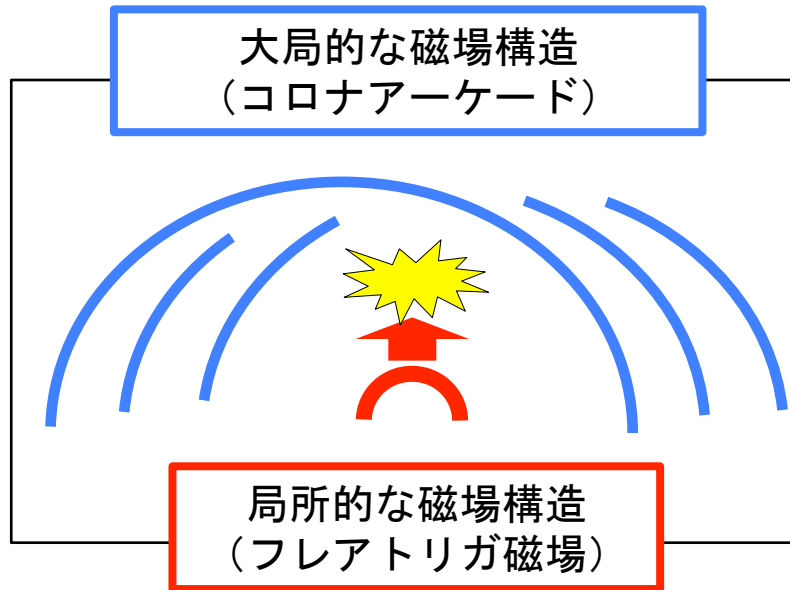 大局的な磁場構造
（コロナアーケード）
局所的な磁場構造
（フレアトリガ磁場）